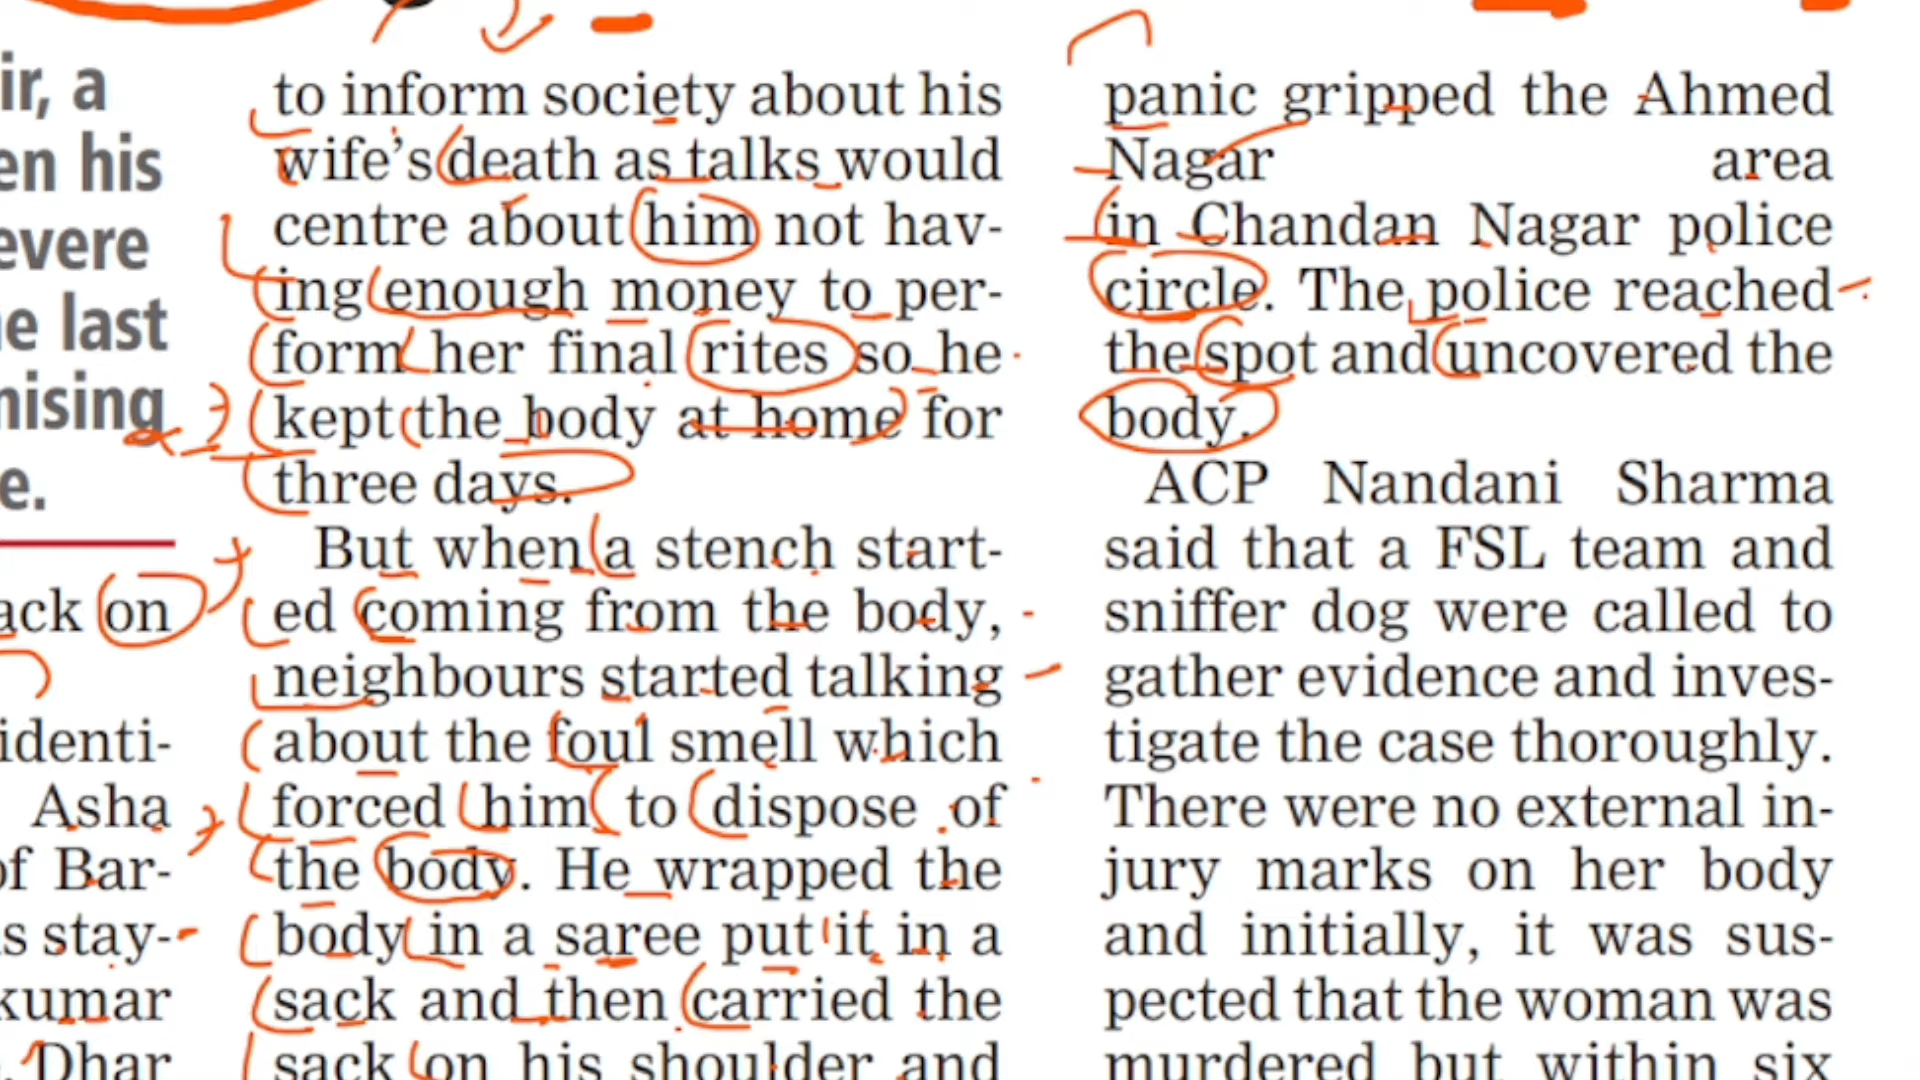 ir, a
en his
evere
e last
nising
e.
ack on
identi-
Asha
of Bar-
s stay-
kumar
Dhar
to inform society about his
wife's death as talks would
centre about him not hav-
ing enough money to per-
form her final rites so he
kept the body at home for
three days.
But when a stench start-
ed coming from the body,
neighbours started talking
about the foul smell which
forced him to dispose of
the body. He wrapped the
body in a saree put it in a
sack and then carried the
sack on his shoulder and
panic gripped the Ahmed
Nagar area
in Chandan Nagar police
circle. The police reached
the spot and uncovered the
body.
ACP Nandani Sharma
said that a FSL team and
sniffer dog were called to
gather evidence and inves-
tigate the case thoroughly.
There were no external in-
jury marks on her body
and initially, it was sus-
pected that the woman was
murdered but within six